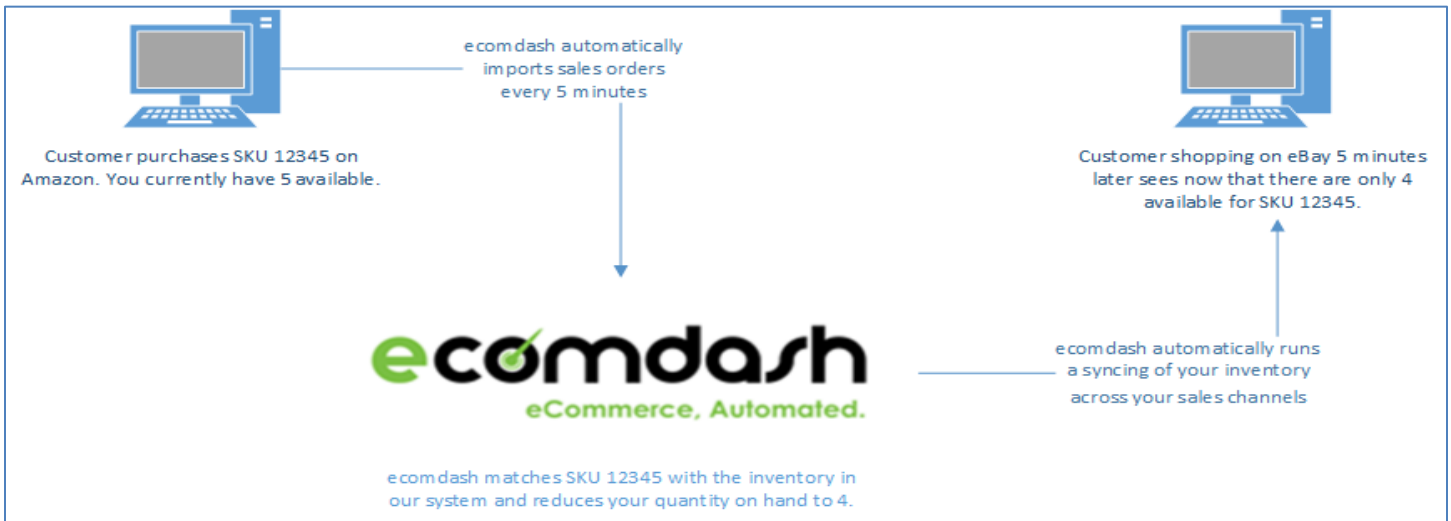 ecomdash automatically
imports sales orders
every 5 minutes
Customer purchases SKU 12345 on
Amazon. You currently have 5 available.
Customer shopping on eBay 5 minutes
later sees now that there are only 4
available for SKU 12345.
ecomdash
eCommerce, Automated.
ecomdash automatically runs
a syncing of your inventory
across your sales channels
ecomdash matches SKU 12345 with the inventory in
our system and reduces your quantity on hand to 4.